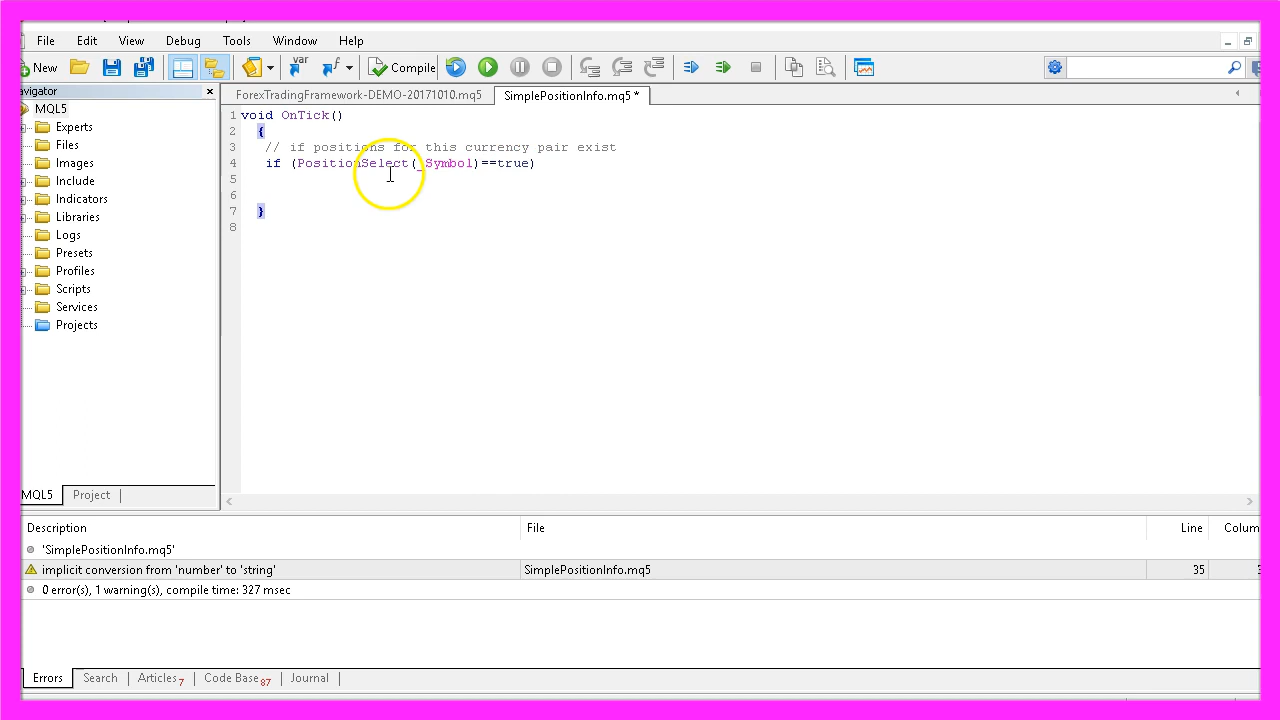 File Edit View Debug Tools Window Help
New Compile
avigator
ForexTradingFramework-DEMO-20171010.mq5 SimplePositionInfo.mq5 *
MQL5
Experts
Files
Images
Include
Indicators
Libraries
Logs
Presets
Profiles
Scripts
Services
Projects
1 void OnTick()
2 {
3 // if positions for this currency pair exist
4 if (PositionSelect(_Symbol)==true)
5
6
7 }
8
MQL5 Project
Description File Line Colum
'SimplePositionInfo.mq5'
implicit conversion from 'number' to 'string' SimplePositionInfo.mq5 35
0 error(s), 1 warning(s), compile time: 327 msec
Errors Search Articles 7 Code Base 87 Journal